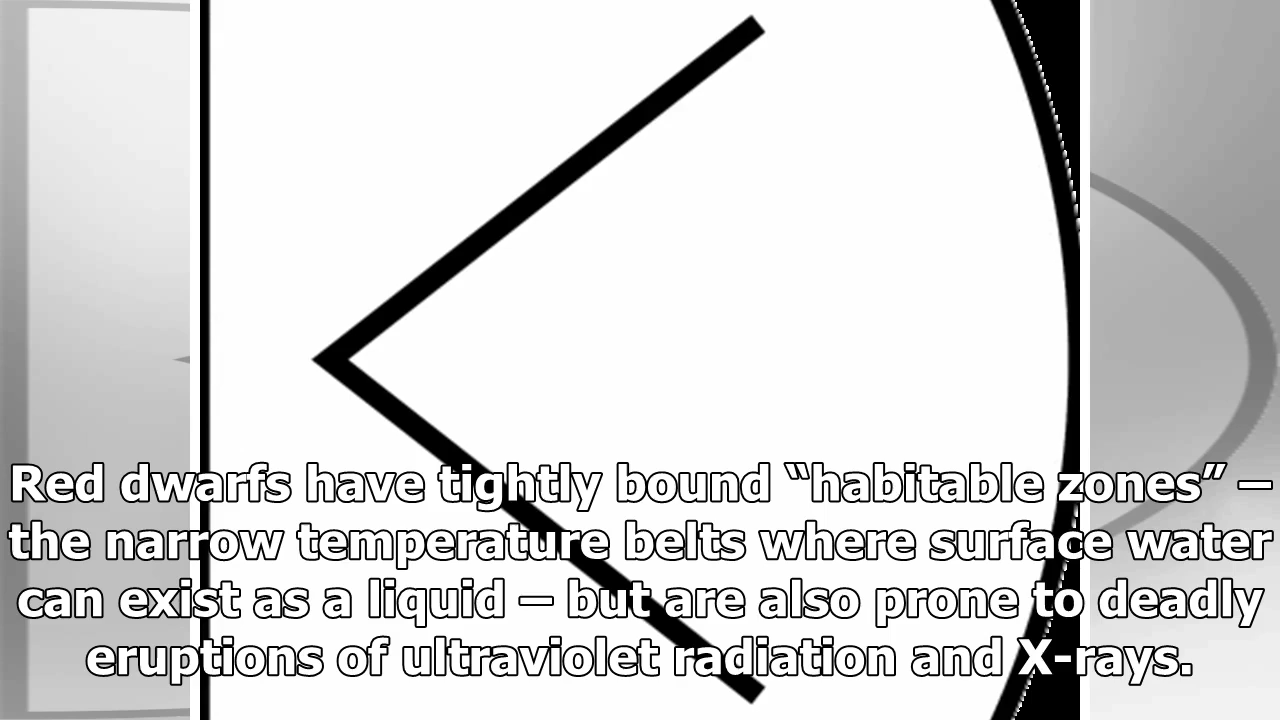 Red dwarfs have tightly bound “habitable zones” –
the narrow temperature belts where surface water
can exist as a liquid – but are also prone to deadly
eruptions of ultraviolet radiation and X-rays.